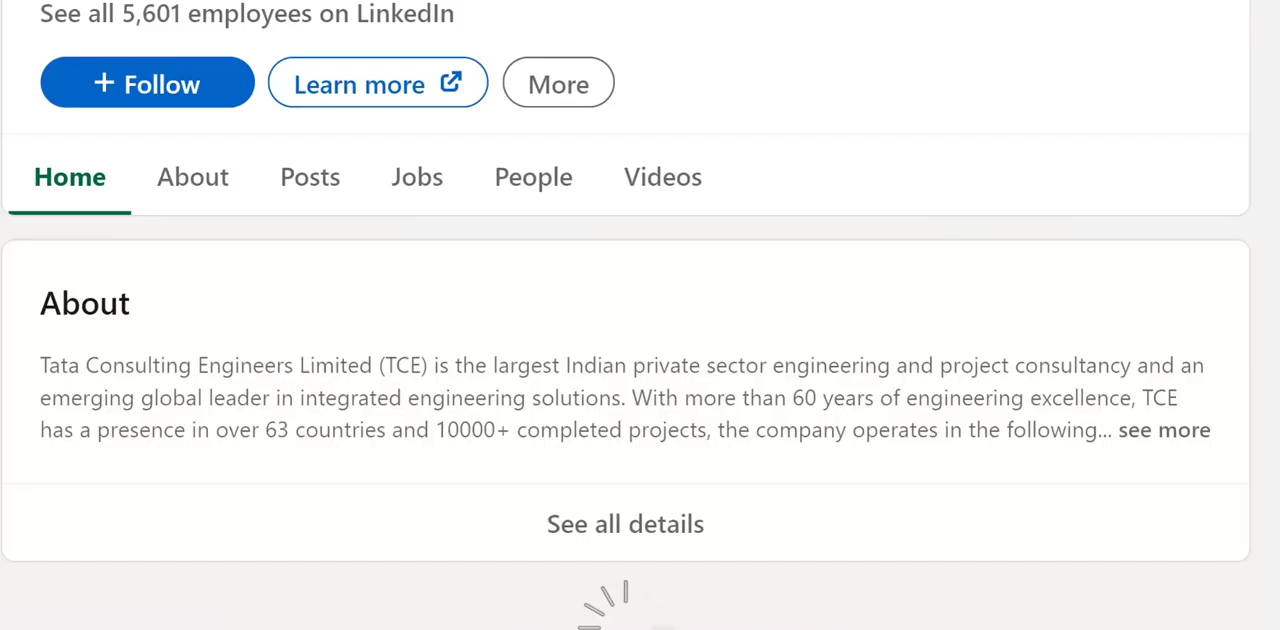 See all 5,601 employees on LinkedIn
+ Follow
Learn more
More
Home
About
Posts
Jobs
People
Videos
About
Tata Consulting Engineers Limited (TCE) is the largest Indian private sector engineering and project consultancy and an
emerging global leader in integrated engineering solutions. With more than 60 years of engineering excellence, TCE
has a presence in over 63 countries and 10000+ completed projects, the company operates in the following... see more
See all details